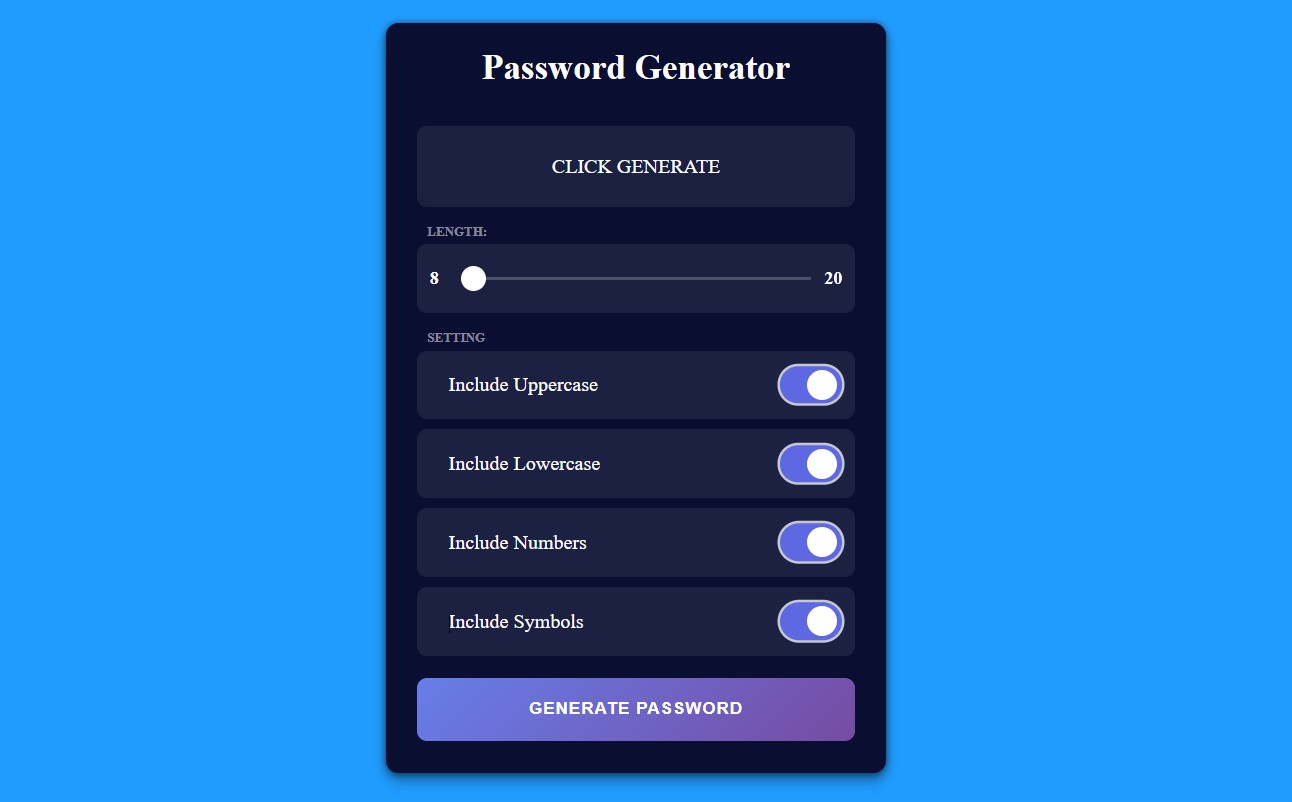 Password Generator
CLICK GENERATE
LENGTH:
8 20
SETTING
Include Uppercase
Include Lowercase
Include Numbers
Include Symbols
GENERATE PASSWORD